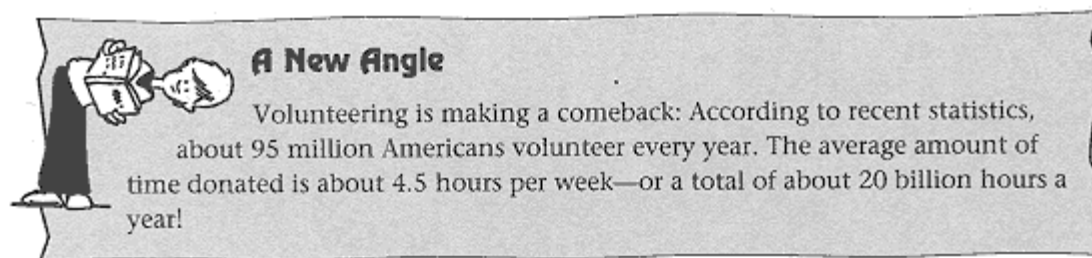 A New Angle
Volunteering is making a comeback: According to recent statistics,
about 95 million Americans volunteer every year. The average amount of
time donated is about 4.5 hours per week—or a total of about 20 billion hours a
year!